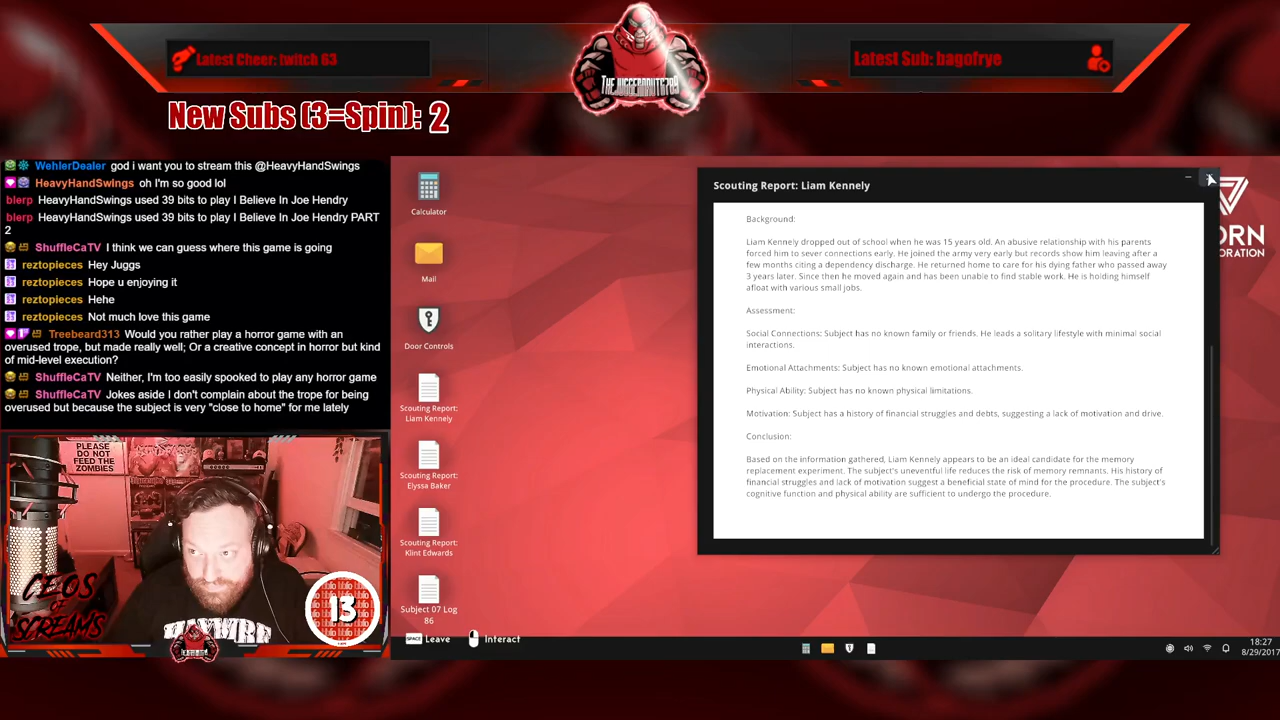 Latest Cheer: twitch 63
THEJUGGERNAUT6789
Latest Sub: bagofrye
New Subs (3=Spin): 2
WehlerDealer god i want you to stream this @HeavyHandSwings
HeavyHandSwings oh I'm so good lol
blerp HeavyHandSwings used 39 bits to play I Believe In Joe Hendry
blerp HeavyHandSwings used 39 bits to play I Believe In Joe Hendry PART
2
ShuffleCaTV I think we can guess where this game is going
reztopieces Hey Juggs
reztopieces Hope u enjoying it
reztopieces Hehe
reztopieces Not much love this game
Treebeard313 Would you rather play a horror game with an
overused trope, but made really well; Or a creative concept in horror but kind
of mid-level execution?
ShuffleCaTV Neither, I'm too easily spooked to play any horror game
ShuffleCaTV Jokes aside I don't complain about the trope for being
overused but because the subject is very "close to home" for me lately
PLEASE
DO NOT
FEED THE
ZOMBIES
CEOS
OF
SCREAMS
13
Calculator
Mail
Door Controls
Scouting Report:
Liam Kennely
Scouting Report:
Elyssa Baker
Scouting Report:
Klint Edwards
Subject 07 Log
86
SPACE Leave
Interact
Scouting Report: Liam Kennely
Background:
Liam Kennely dropped out of school when he was 15 years old. An abusive relationship with his parents
forced him to sever connections early. He joined the army very early but records show him leaving after a
few months citing a dependency discharge. He returned home to care for his dying father who passed away
3 years later. Since then he moved again and has been unable to find stable work. He is holding himself
afloat with various small jobs.
Assessment:
Social Connections: Subject has no known family or friends. He leads a solitary lifestyle with minimal social
interactions.
Emotional Attachments: Subject has no known emotional attachments.
Physical Ability: Subject has no known physical limitations.
Motivation: Subject has a history of financial struggles and debts, suggesting a lack of motivation and drive.
Conclusion:
Based on the information gathered, Liam Kennely appears to be an ideal candidate for the memory
replacement experiment. The subject's uneventful life reduces the risk of memory remnants. His history of
financial struggles and lack of motivation suggest a beneficial state of mind for the procedure. The subject's
cognitive function and physical ability are sufficient to undergo the procedure.
ORN
ORATION
18:27
8/29/2017